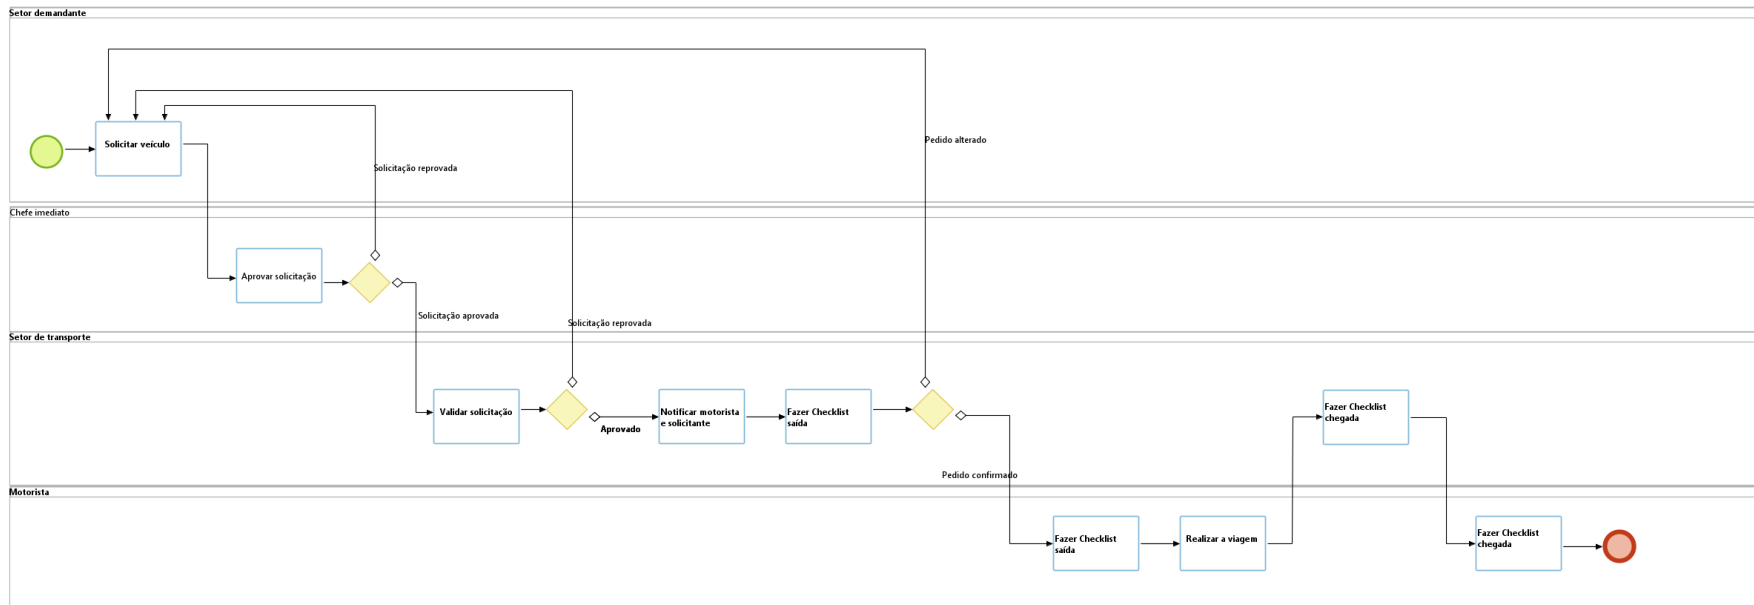 Setor demandante
Pedido alterado
Solicitar veículo
Solicitação reprovada
Chefe imediato
Aprovar solicitação
Solicitação aprovada
Solicitação reprovada
Setor de transporte
Validar solicitação
Aprovado
Notificar motorista
e solicitante
Fazer Checklist
saída
Fazer Checklist
chegada
Pedido confirmado
Motorista
Fazer Checklist
saída
Realizar a viagem
Fazer Checklist
chegada